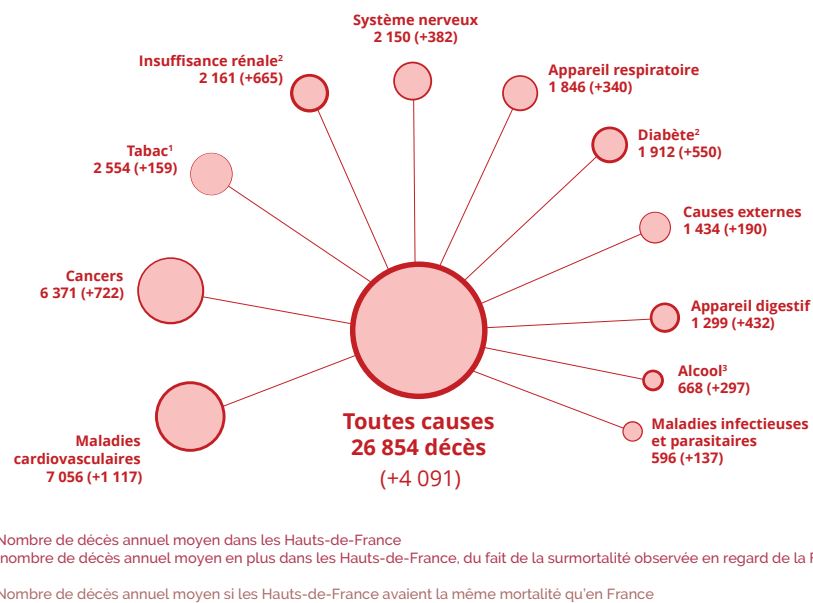 Système nerveux
2 150 (+382)
Insuffisance rénale²
2 161 (+665)
Appareil respiratoire
1 846 (+340)
Tabac¹
2 554 (+159)
Diabète²
1 912 (+550)
Causes externes
1 434 (+190)
Cancers
6 371 (+722)
Appareil digestif
1 299 (+432)
Alcool³
668 (+297)
Maladies
cardiovasculaires
7 056 (+1 117)
Toutes causes
26 854 décès
(+4 091)
Maladies infectieuses
et parasitaires
596 (+137)
Nombre de décès annuel moyen dans les Hauts-de-France
nombre de décès annuel moyen en plus dans les Hauts-de-France, du fait de la surmortalité observée en regard de la
Nombre de décès annuel moyen si les Hauts-de-France avaient la même mortalité qu'en France